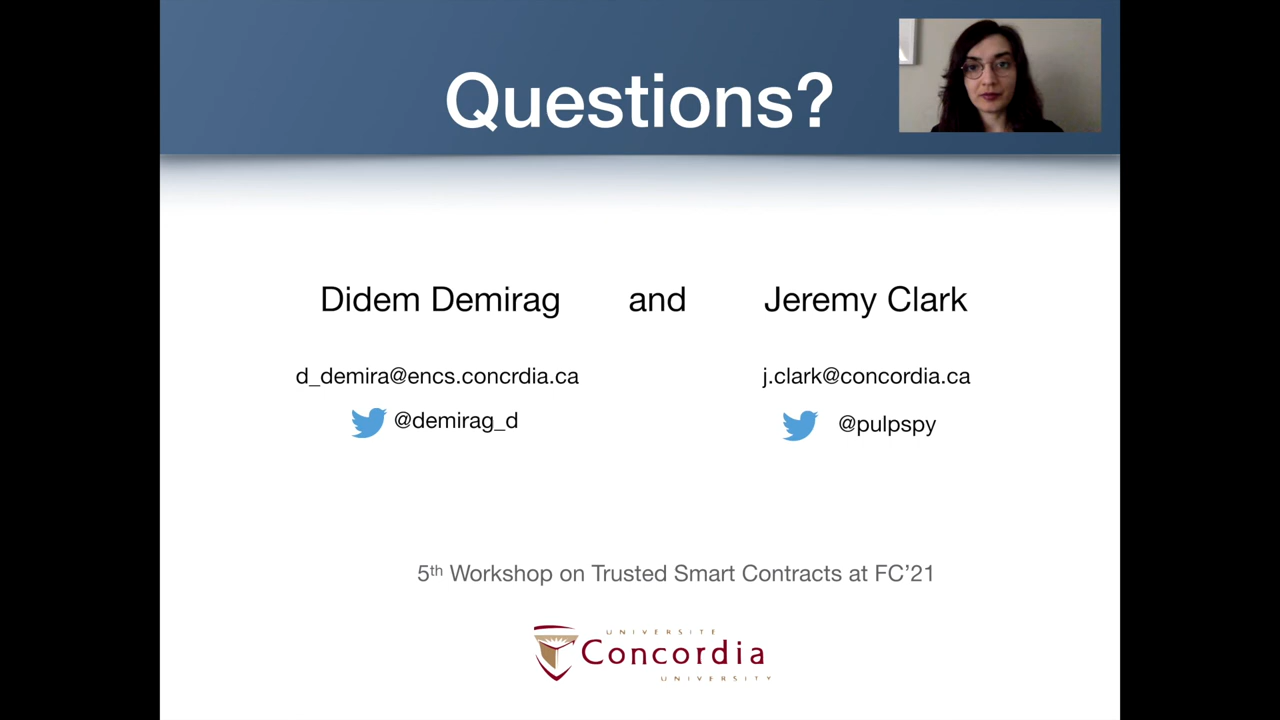 Questions?
Didem Demirag and Jeremy Clark
d_demira@encs.concrdia.ca j.clark@concordia.ca
@demirag_d @pulpspy
5th Workshop on Trusted Smart Contracts at FC'21
UNIVERSITÉ
Concordia
UNIVERSITY